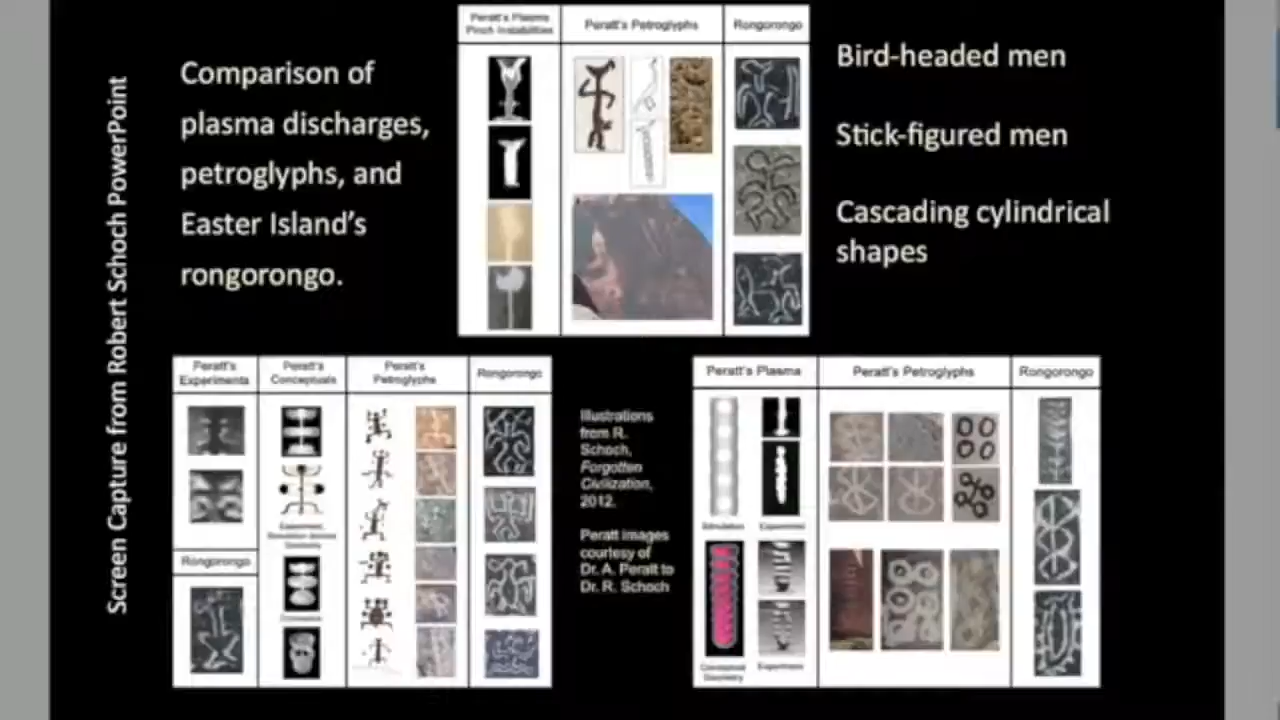 Screen Capture from Robert Schoch PowerPoint
Comparison of
plasma discharges,
petroglyphs, and
Easter Island's
rongorongo.
Peratt's Plasma
Pinch Instabilities
Peratt's Petroglyphs
Rongorongo
Bird-headed men
Stick-figured men
Cascading cylindrical
shapes
Peratt's
Experiments
Peratt's
Conceptuals
Peratt's
Petroglyphs
Rongorongo
Rongorongo
Illustrations
from R.
Schoch,
Forgotten
Civilization,
2012.
Peratt images
courtesy of
Dr. A. Peratt to
Dr. R. Schoch
Peratt's Plasma
Peratt's Petroglyphs
Rongorongo
Simulation
Experiment
Conceptual
Geometry
Experiment